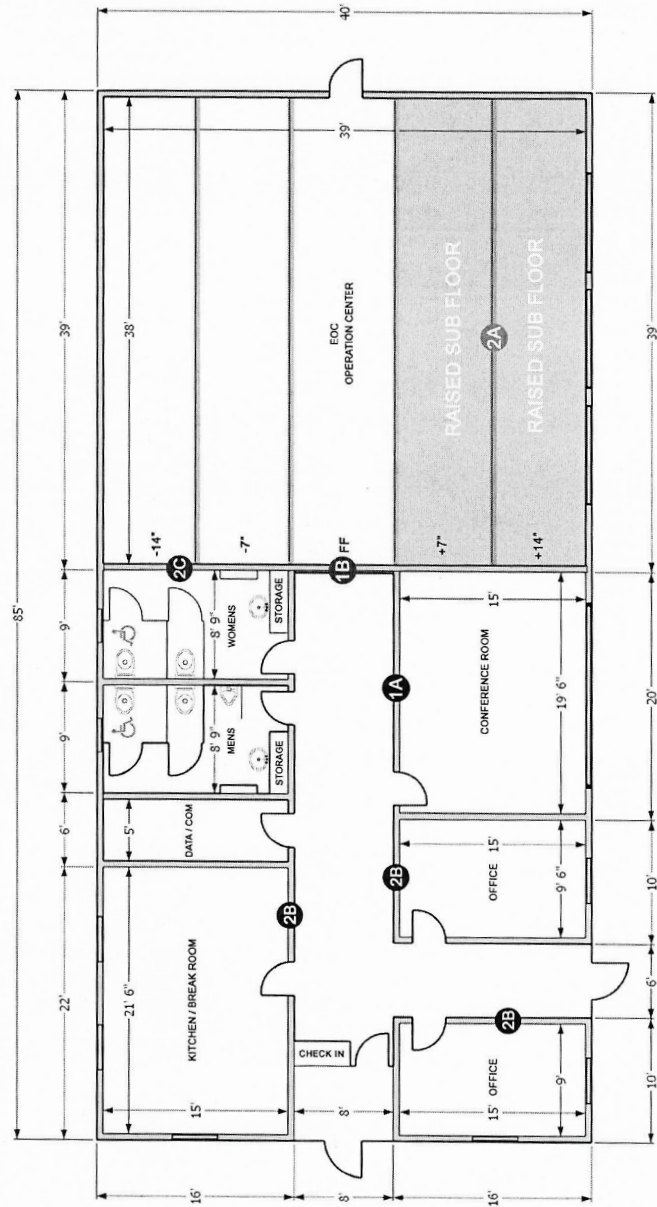 85'
22' 6' 9' 9' 39'
21' 6" 5' 38'
16' 15' 40'
-14"
2C
KITCHEN / BREAK ROOM DATA / COM 8' 9" 8' 9"
MENS WOMENS -7"
STORAGE STORAGE
2B
CHECK IN
8' 8' 1B FF EOC
OPERATION CENTER 39'
2B 1A
16' 15' 15' 15' +7" RAISED SUB FLOOR
OFFICE OFFICE CONFERENCE ROOM
2B 2A
+14" RAISED SUB FLOOR
9' 9' 6" 19' 6"
10' 6' 10' 20' 39'